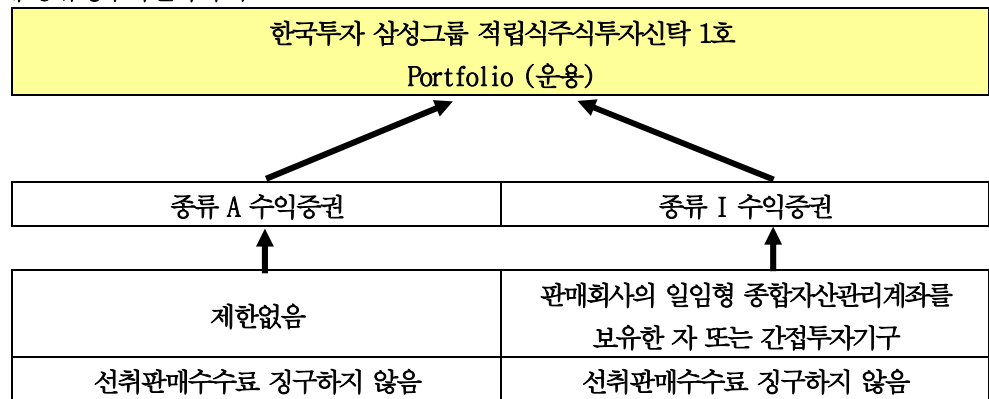 한국투자 삼성그룹 적립식주식투자신탁 1호
Portfolio (운용)
종류 A 수익증권
종류 I 수익증권
제한없음
판매회사의 일임형 종합자산관리계좌를
보유한 자 또는 간접투자기구
선취판매수수료 징구하지 않음
선취판매수수료 징구하지 않음